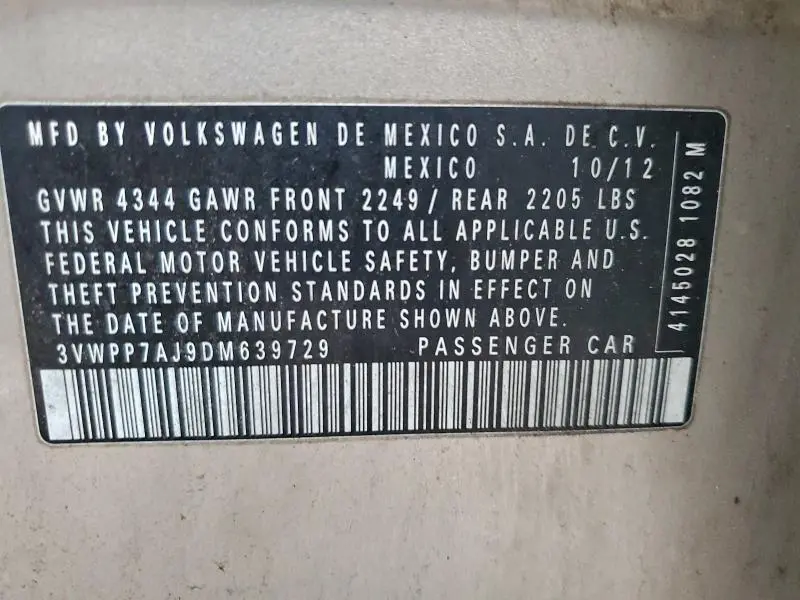 MFD BY VOLKSWAGEN DE MEXICO S.A. DE C.V.
MEXICO 10/12
GVWR 4344 GAWR FRONT 2249/ REAR 2205 LBS
THIS VEHICLE CONFORMS TO ALL APPLICABLE U.S.
FEDERAL MOTOR VEHICLE SAFETY, BUMPER AND
THEFT PREVENTION STANDARDS IN EFFECT ON
THE DATE OF MANUFACTURE SHOWN ABOVE.
3VWPP7AJ9DM639729 PASSENGER CAR
4145028 1082 M